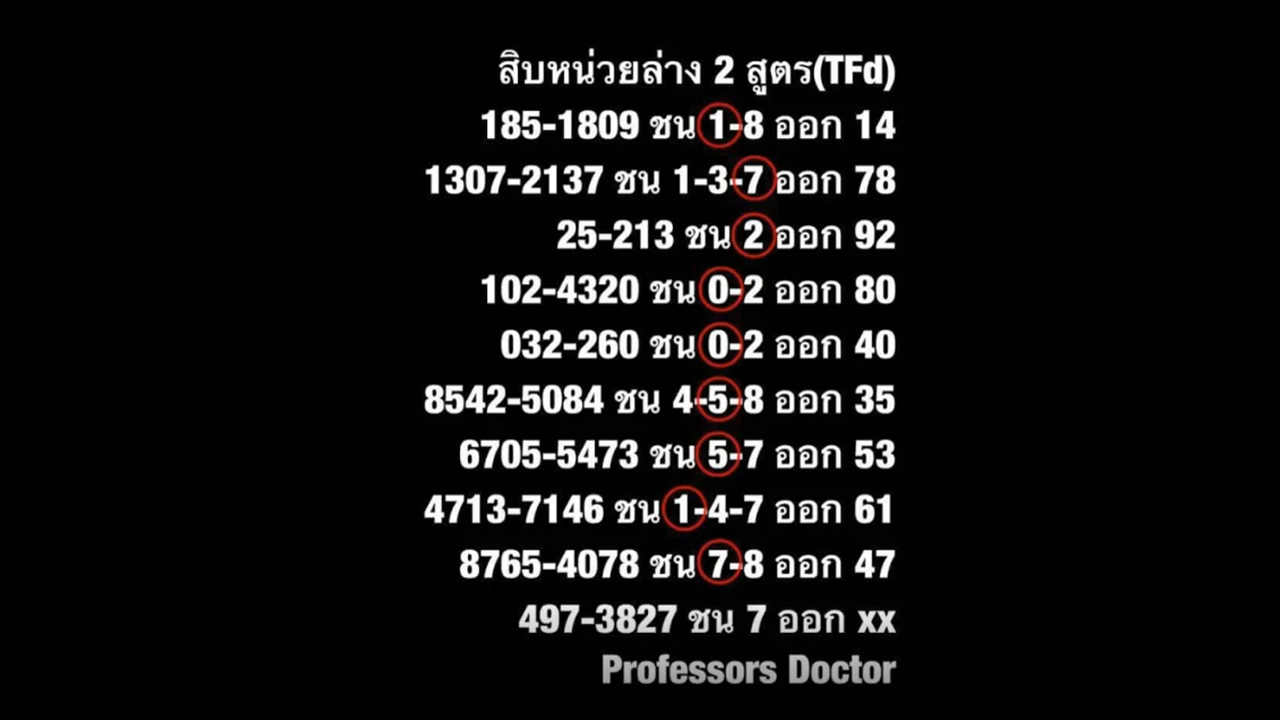 สิบหน่วยล่าง 2 สูตร(TFd)
185-1809 ชน 1-8 ออก 14
1307-2137 ชน 1-3-7 ออก 78
25-213 ชน 2 ออก 92
102-4320 ชน 0-2 ออก 80
032-260 ชน 0-2 ออก 40
8542-5084 ชน 4-5-8 ออก 35
6705-5473 ชน 5-7 ออก 53
4713-7146 ชน 1-4-7 ออก 61
8765-4078 ชน 7-8 ออก 47
497-3827 ชน 7 ออก xx
Professors Doctor